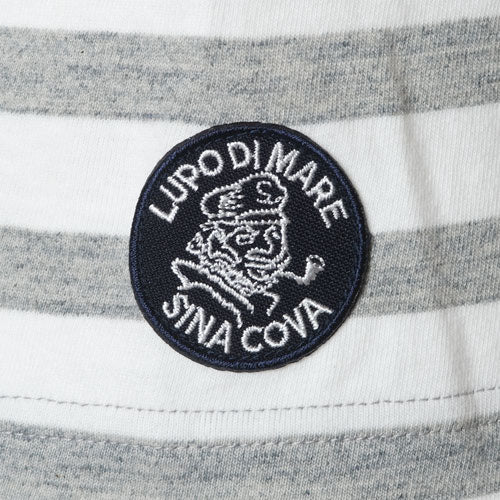 LUPO DI MARE
SINA COVA